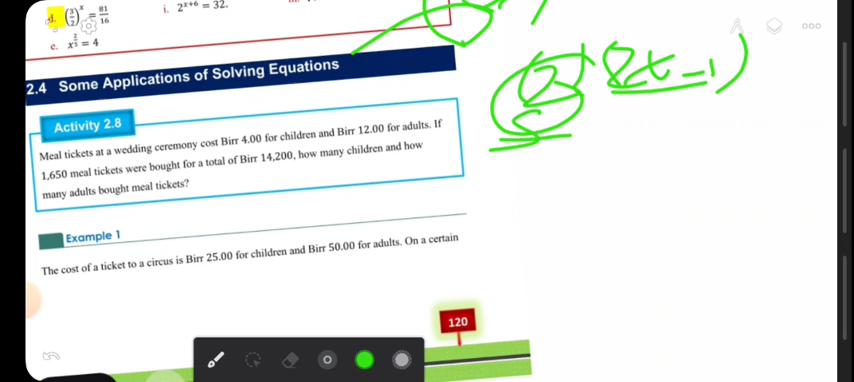 d. (3/2)^x = 81/16
i. 2^{x+6} = 32.
e. x^{2/5} = 4
2.4 Some Applications of Solving Equations
Activity 2.8
Meal tickets at a wedding ceremony cost Birr 4.00 for children and Birr 12.00 for adults. If
1,650 meal tickets were bought for a total of Birr 14,200, how many children and how
many adults bought meal tickets?
Example 1
The cost of a ticket to a circus is Birr 25.00 for children and Birr 50.00 for adults. On a certain
120